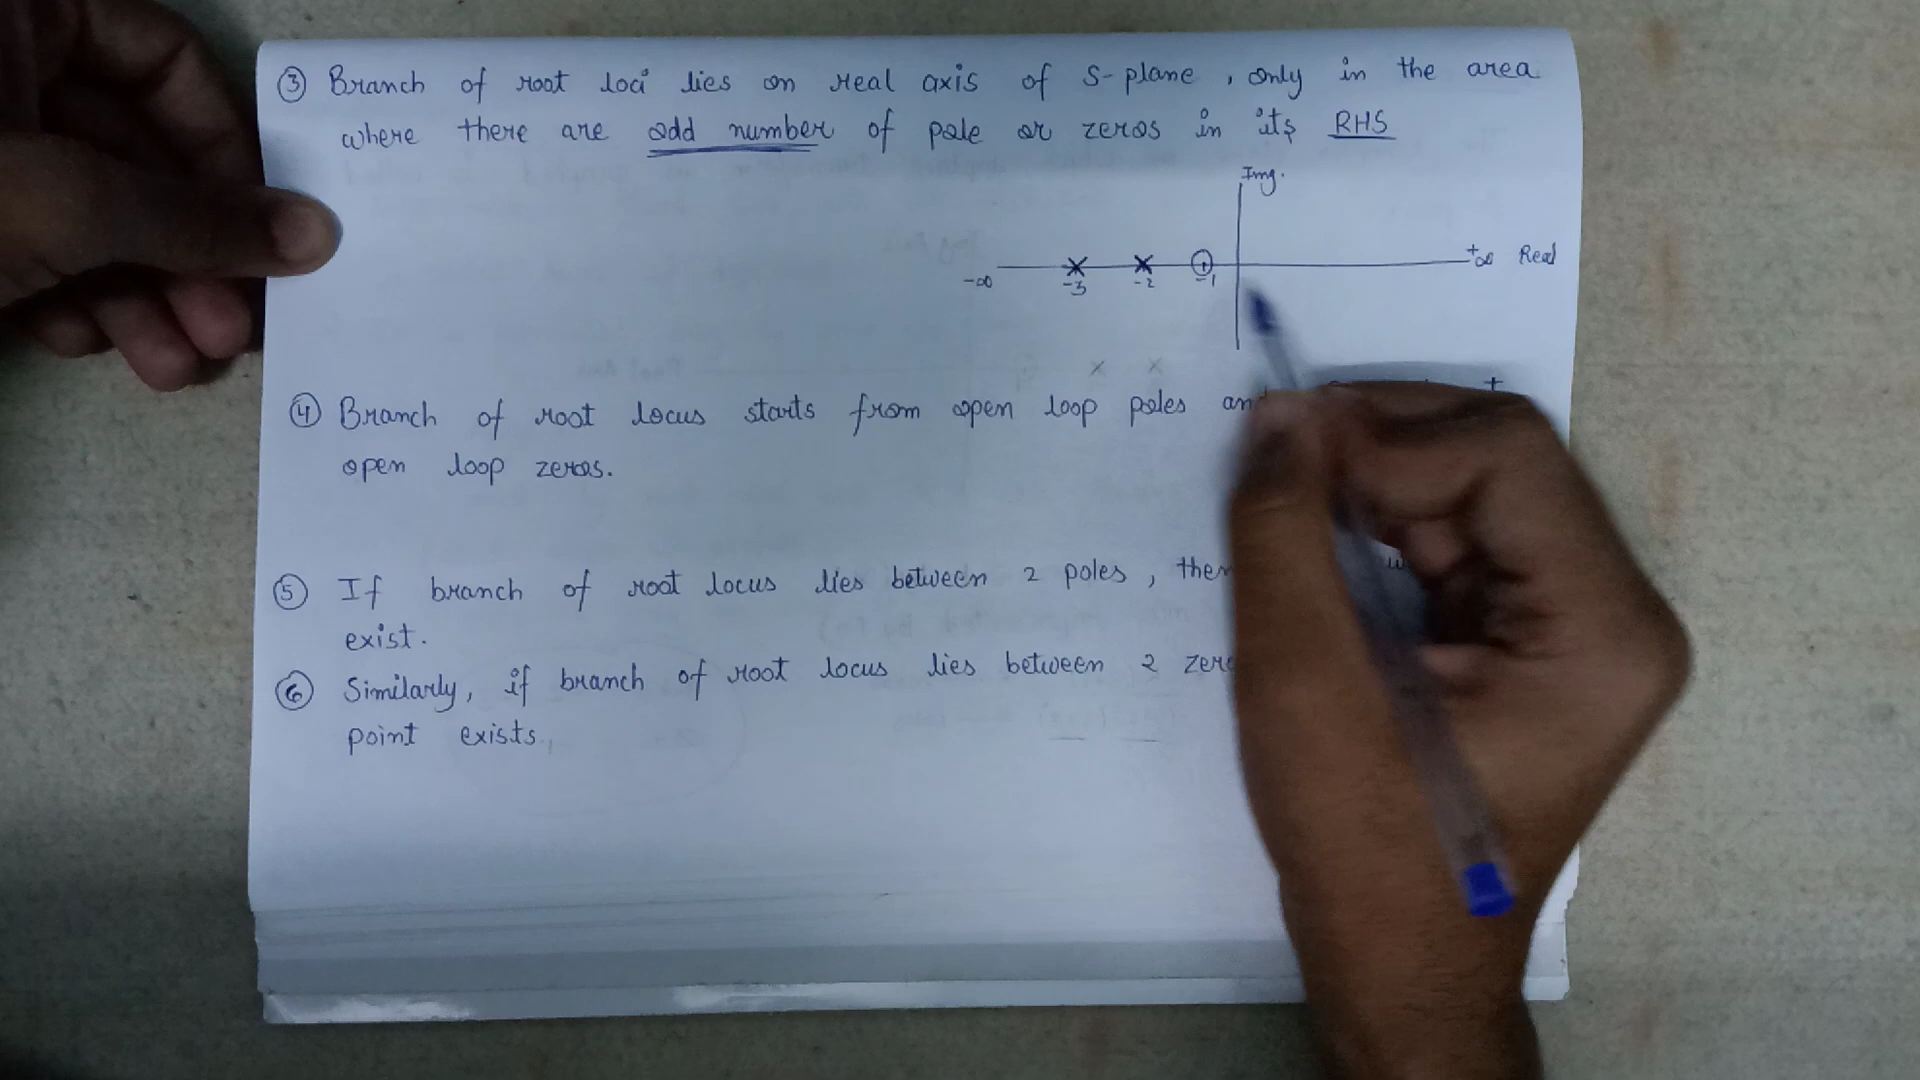 ③ Branch of root loci lies on real axis of S-plane , only in the area
where there are odd number of pole or zeros in its RHS
Img.
-∞ -3 -2 -1 +∞ Real
④ Branch of root locus starts from open loop poles and
open loop zeros.
⑤ If branch of root locus lies between 2 poles , then
exist.
⑥ Similarly, if branch of root locus lies between 2
point exists.